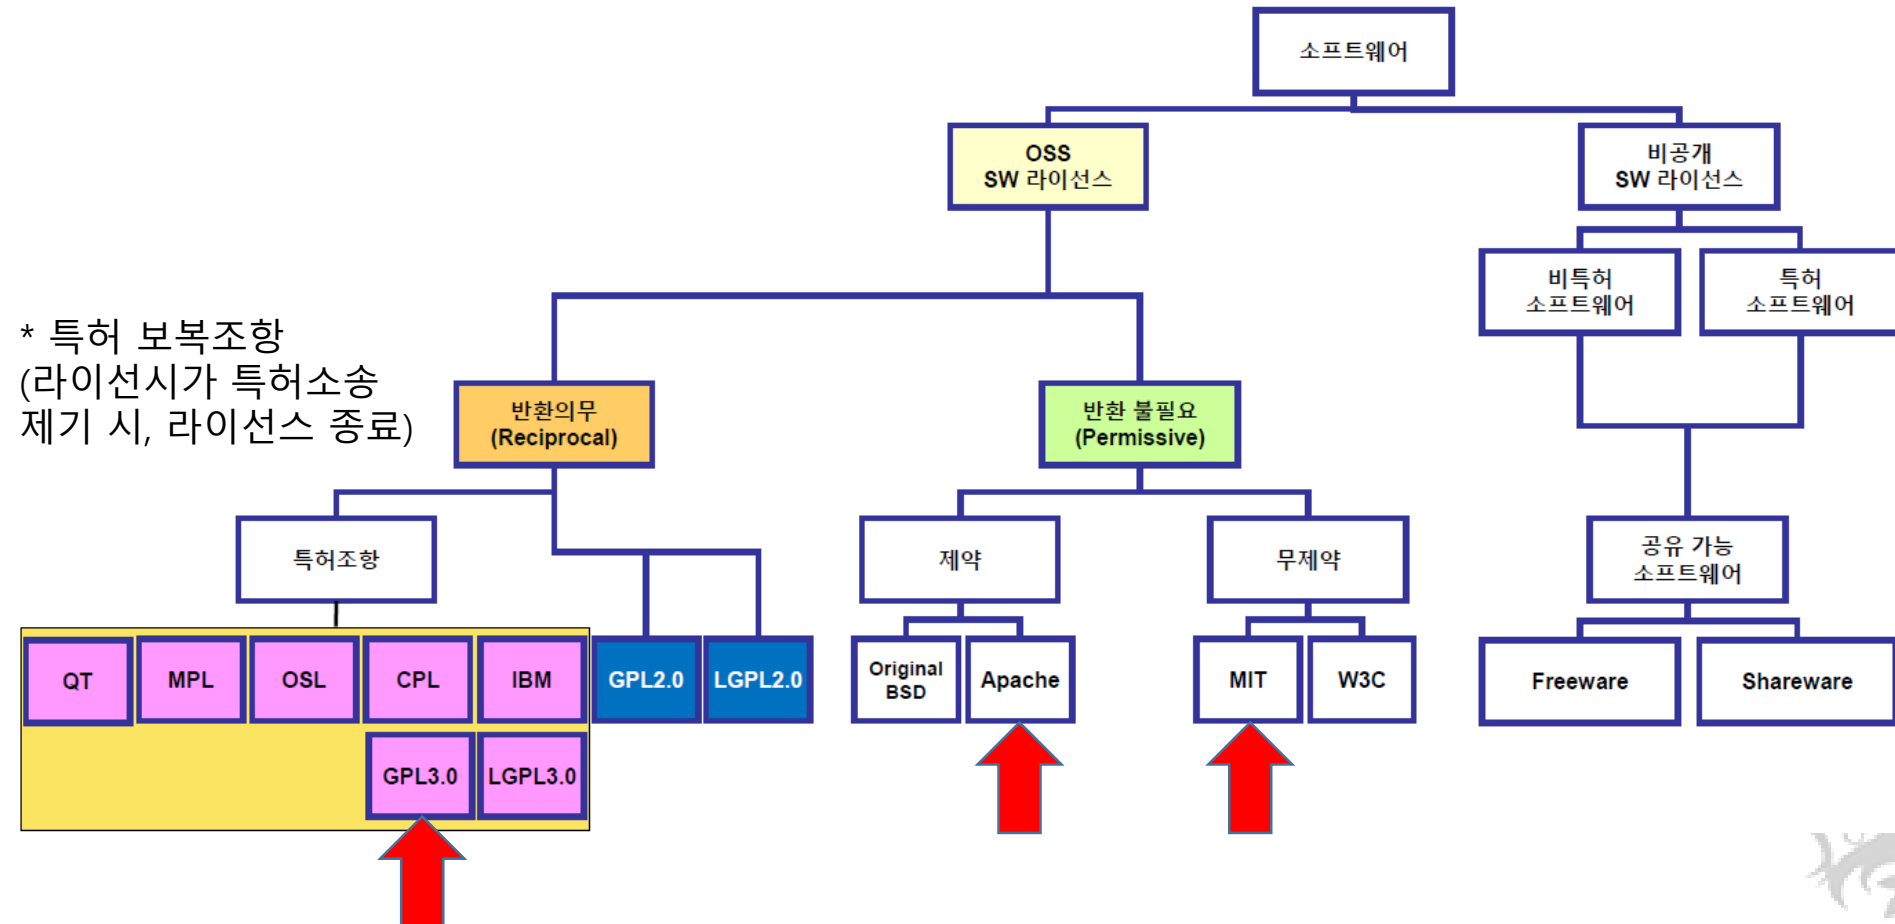 소프트웨어
OSS
SW 라이선스
비공개
SW 라이선스
비특허
소프트웨어
특허
소프트웨어
* 특허 보복조항
(라이선시가 특허소송
제기 시, 라이선스 종료)
반환의무
(Reciprocal)
반환 불필요
(Permissive)
특허조항
제약
무제약
공유 가능
소프트웨어
QT
MPL
OSL
CPL
IBM
GPL2.0
LGPL2.0
Original
BSD
Apache
MIT
W3C
Freeware
Shareware
GPL3.0
LGPL3.0